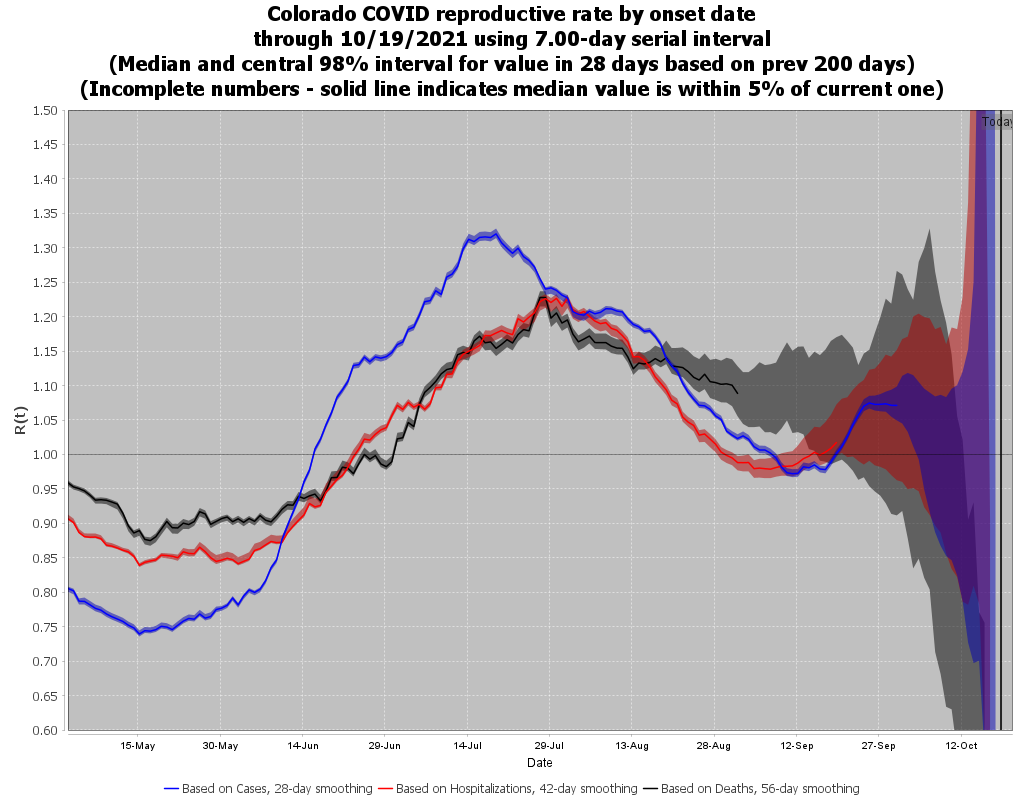 Colorado COVID reproductive rate by onset date
through 10/19/2021 using 7.00-day serial interval
(Median and central 98% interval for value in 28 days based on prev 200 days)
(Incomplete numbers - solid line indicates median value is within 5% of current one)
Today
1.50
1.45
1.40
1.35
1.30
1.25
1.20
1.15
1.10
1.05
1.00
0.95
0.90
0.85
0.80
0.75
0.70
0.65
0.60
R(t)
15-May 30-May 14-Jun 29-Jun 14-Jul 29-Jul 13-Aug 28-Aug 12-Sep 27-Sep 12-Oct
Date
Based on Cases, 28-day smoothing Based on Hospitalizations, 42-day smoothing Based on Deaths, 56-day smoothing